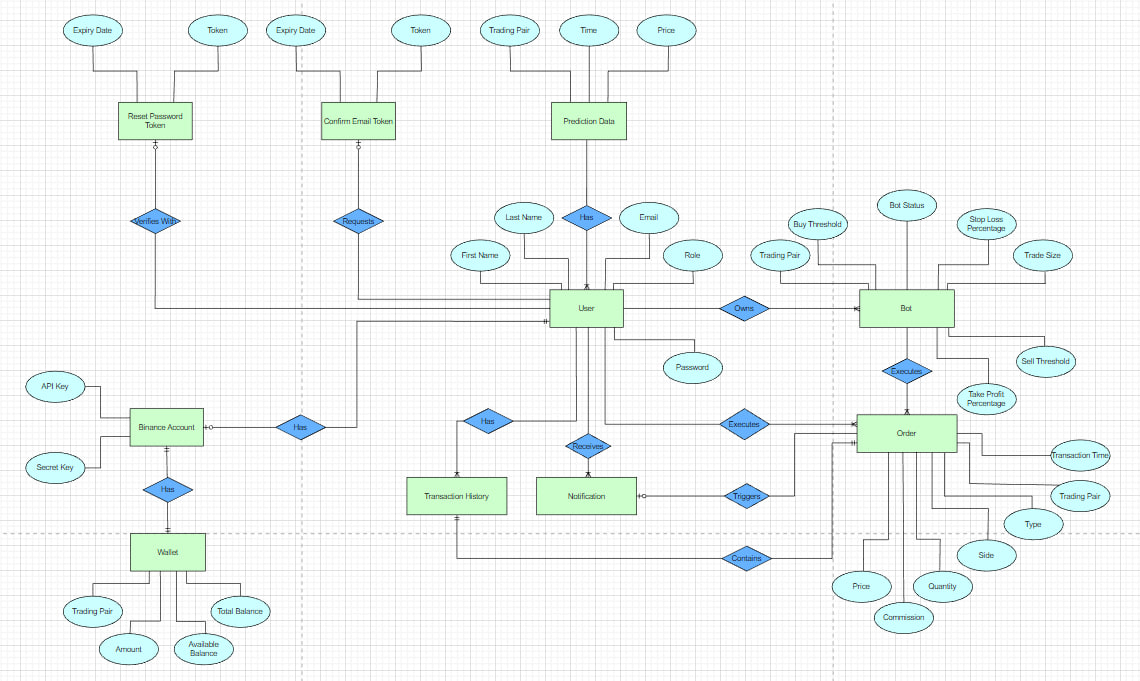 Expiry Date
Token
Expiry Date
Token
Trading Pair
Time
Price
Reset Password
Token
Confirm Email Token
Prediction Data
Verifies With
Requests
Has
Last Name
Email
First Name
Role
Bot Status
Buy Threshold
Stop Loss
Percentage
Trading Pair
Trade Size
User
Owns
Bot
Password
Executes
Sell Threshold
Take Profit
Percentage
API Key
Binance Account
Has
Has
Executes
Order
Receives
Secret Key
Has
Transaction History
Notification
Triggers
Transaction Time
Trading Pair
Type
Side
Wallet
Contains
Price
Quantity
Commission
Trading Pair
Total Balance
Amount
Available
Balance